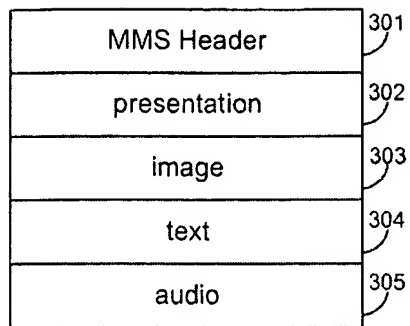 MMS Header 301
presentation 302
image 303
text 304
audio 305